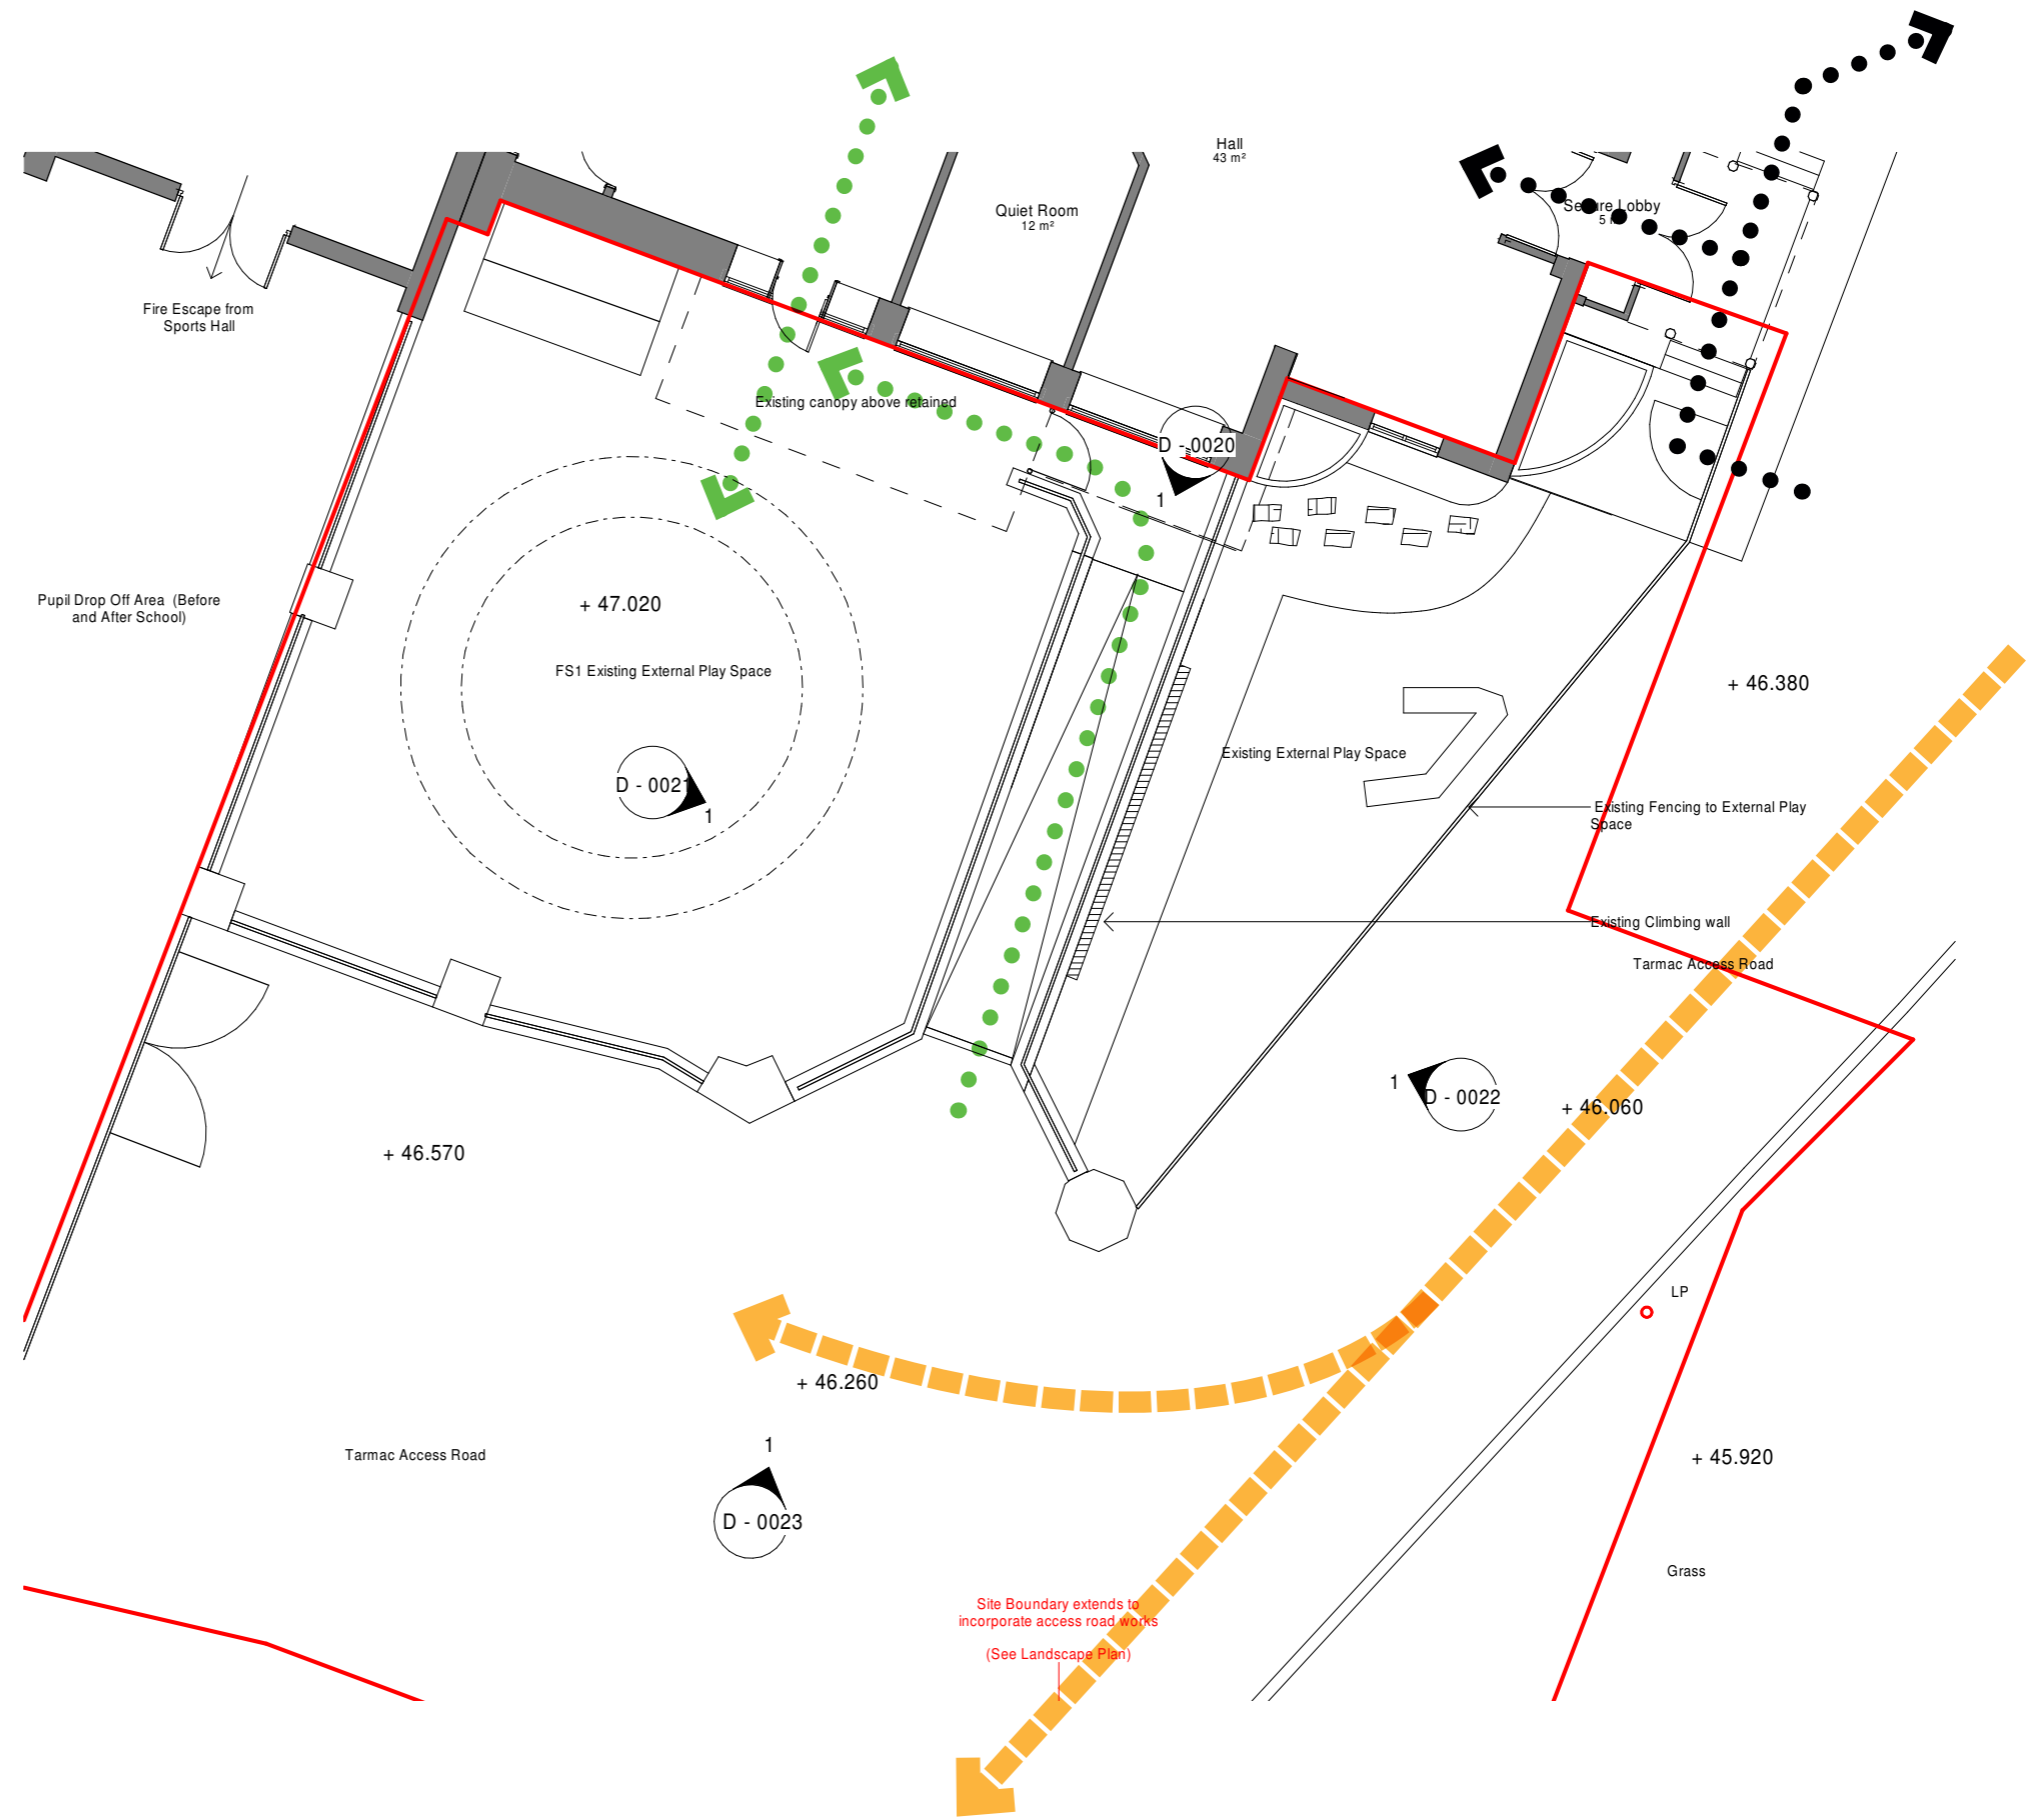 Hall
43 m²
Quiet Room
12 m²
Secure Lobby
5
Fire Escape from
Sports Hall
Existing canopy above retained
D - 0020
1
Pupil Drop Off Area (Before
and After School)
+ 47.020
FS1 Existing External Play Space
+ 46.380
Existing External Play Space
D - 0021
1
Existing Fencing to External Play
Space
Existing Climbing wall
Tarmac Access Road
1
D - 0022
+ 46.060
+ 46.570
LP
+ 46.260
Tarmac Access Road
1
D - 0023
+ 45.920
Grass
Site Boundary extends to
incorporate access road works
(See Landscape Plan)